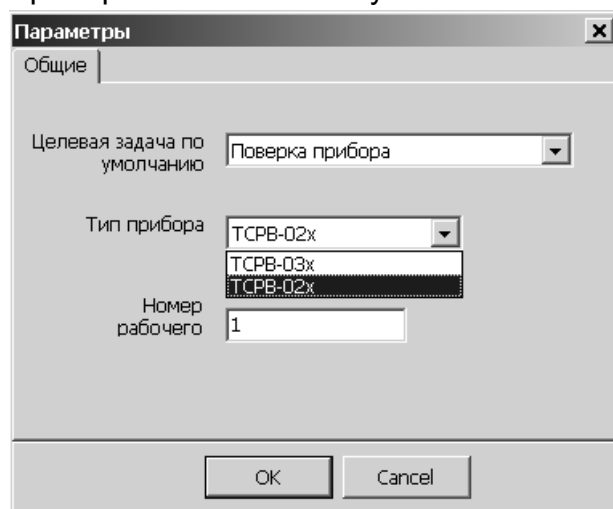 Параметры
Общие
Целевая задача по
умолчанию
Поверка прибора
Тип прибора
ТСРВ-02х
ТСРВ-03х
ТСРВ-02х
Номер
рабочего
1
OK
Cancel